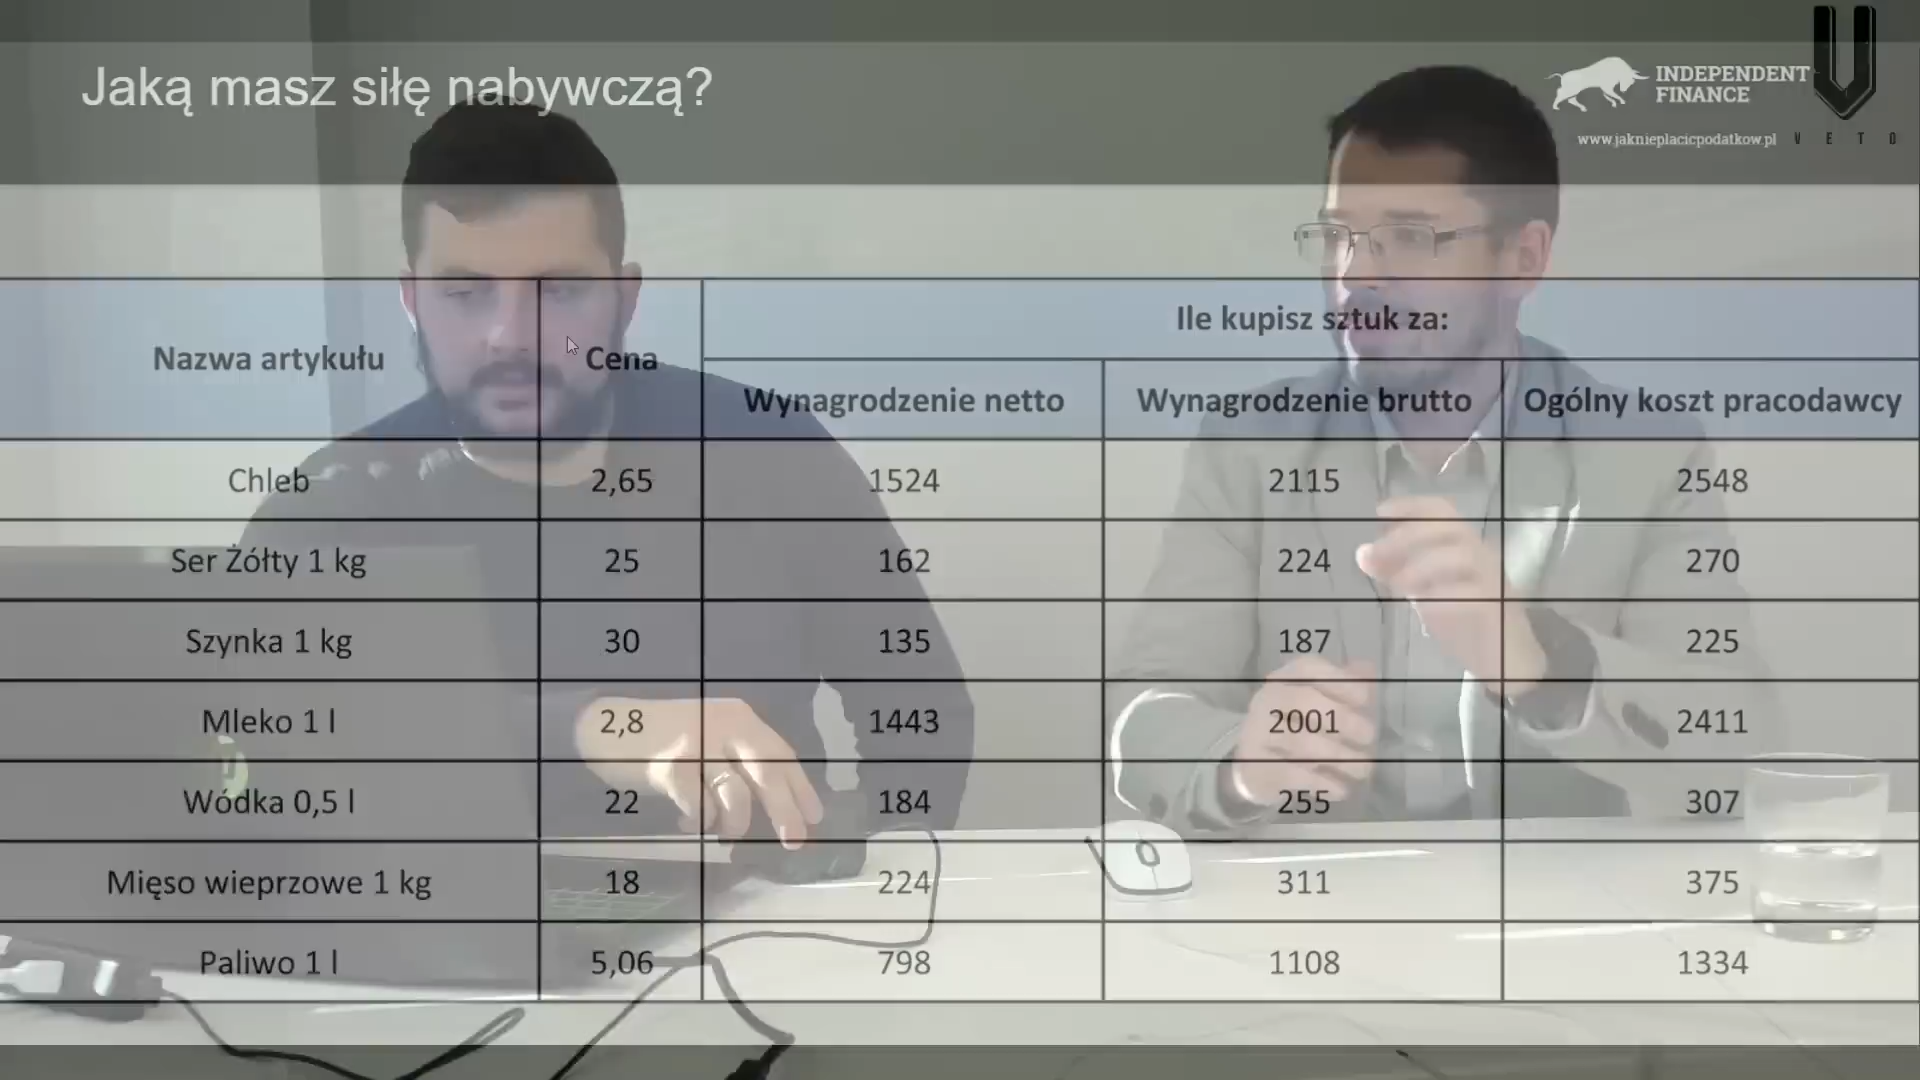 Jaką masz siłę nabywczą?
INDEPENDENT
FINANCE
www.jaknieplacicpodatkow.pl
V E T O
Nazwa artykułu
Cena
Ile kupisz sztuk za:
Wynagrodzenie netto
Wynagrodzenie brutto
Ogólny koszt pracodawcy
Chleb 2,65 1524 2115 2548
Ser Żółty 1 kg 25 162 224 270
Szynka 1 kg 30 135 187 225
Mleko 1 l 2,8 1443 2001 2411
Wódka 0,5 l 22 184 255 307
Mięso wieprzowe 1 kg 18 224 311 375
Paliwo 1 l 5,06 798 1108 1334